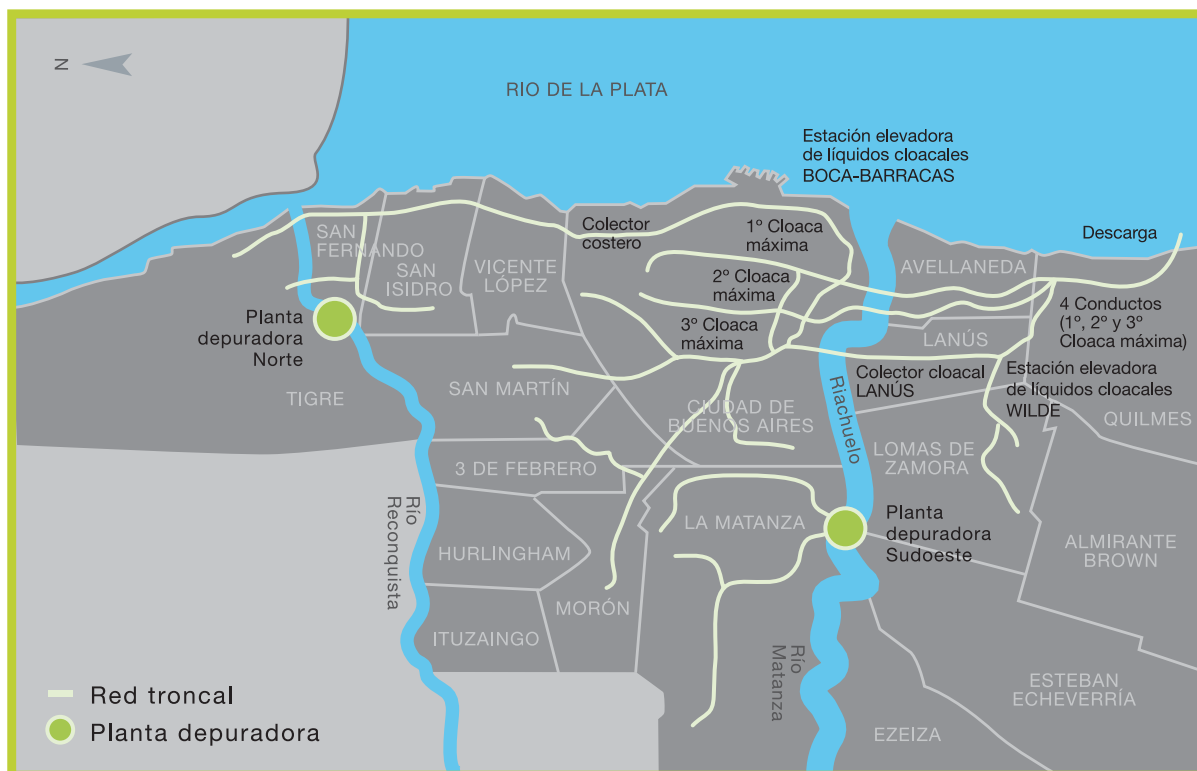 N
RIO DE LA PLATA
Estación elevadora
de líquidos cloacales
BOCA-BARRACAS
SAN
FERNANDO
SAN
ISIDRO
VICENTE
LÓPEZ
Colector
costero
1º Cloaca
máxima
2º Cloaca
máxima
3º Cloaca
máxima
AVELLANEDA
Descarga
4 Conductos
(1º, 2º y 3º
Cloaca máxima)
LANÚS
Colector cloacal
LANÚS
Estación elevadora
de líquidos cloacales
WILDE
QUILMES
Planta
depuradora
Norte
TIGRE
SAN MARTÍN
CIUDAD DE
BUENOS AIRES
Riachuelo
LOMAS DE
ZAMORA
3 DE FEBRERO
Río
Reconquista
HURLINGHAM
LA MATANZA
Planta
depuradora
Sudoeste
ALMIRANTE
BROWN
MORÓN
ITUZAINGO
Río
Matanza
ESTEBAN
ECHEVERRÍA
EZEIZA
Red troncal
Planta depuradora